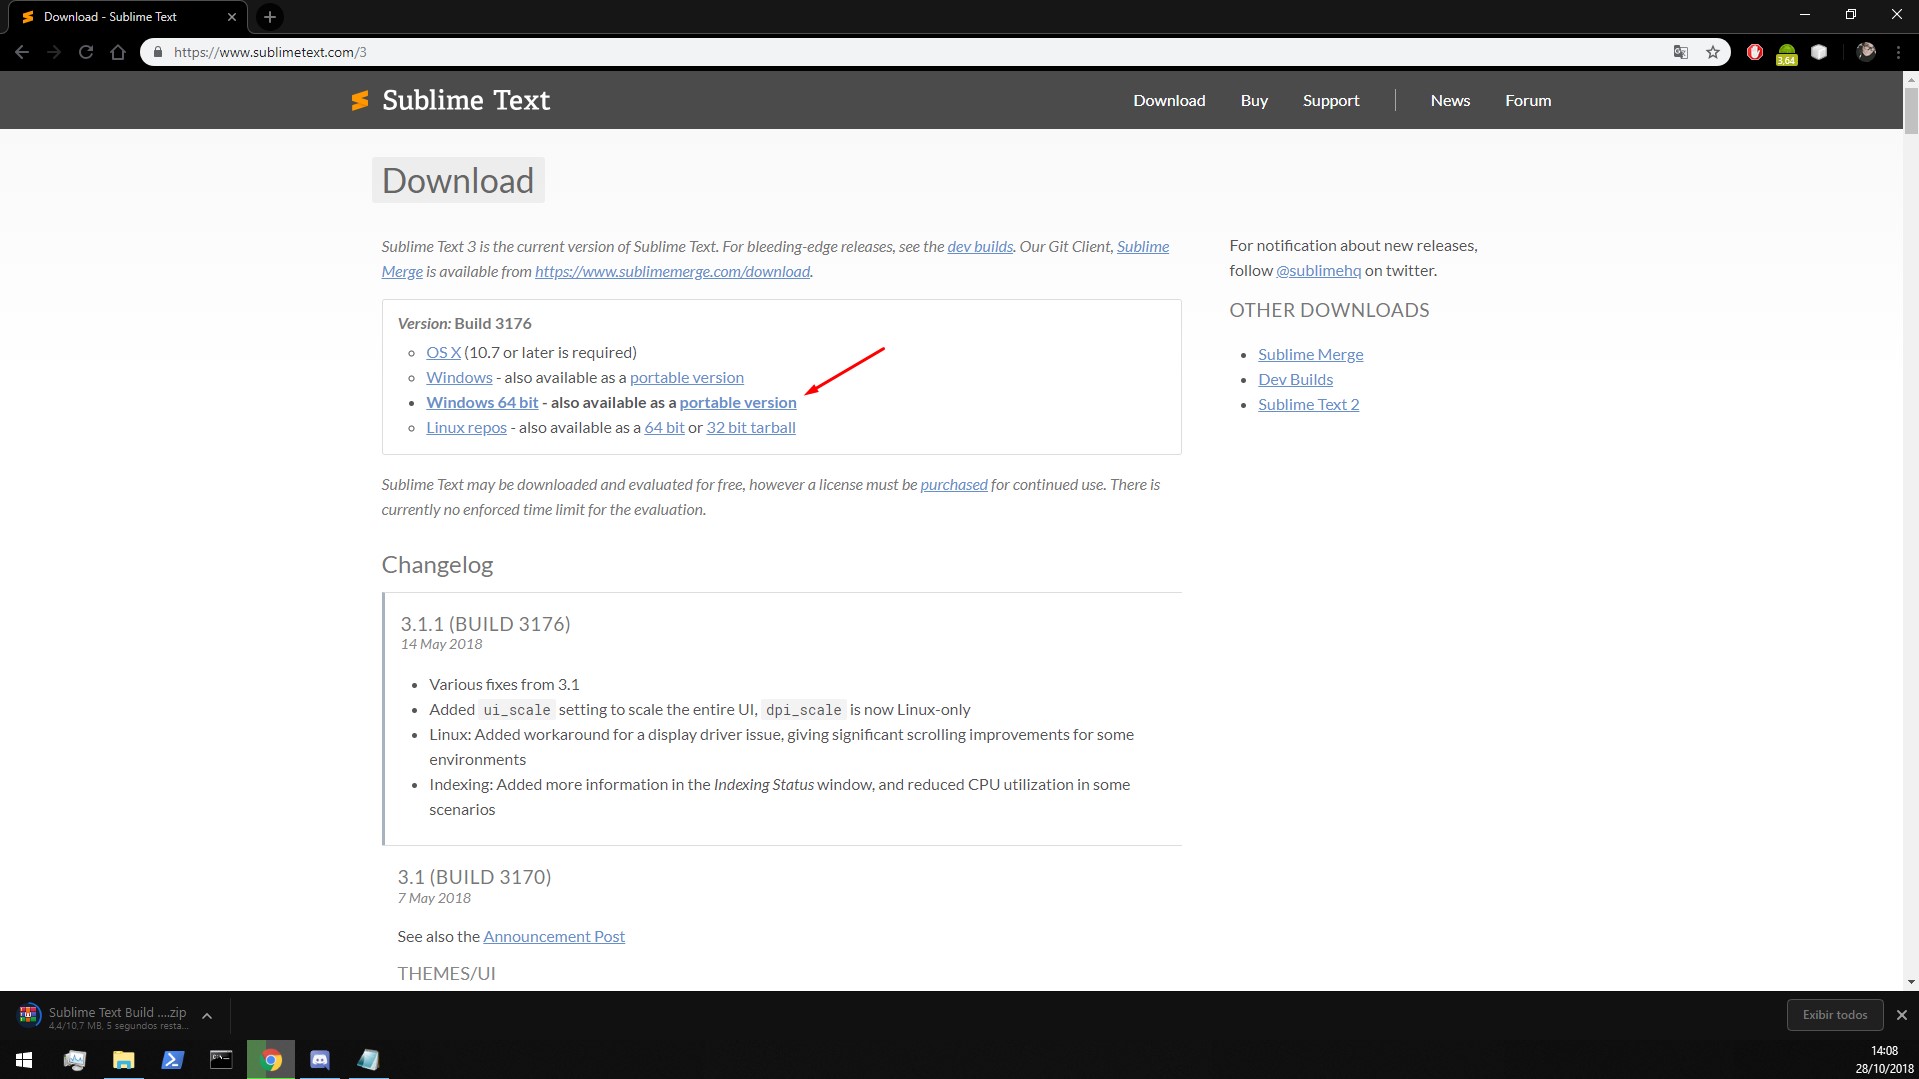 Download - Sublime Text
https://www.sublimetext.com/3
3,64
Sublime Text
Download Buy Support News Forum
Download
Sublime Text 3 is the current version of Sublime Text. For bleeding-edge releases, see the dev builds. Our Git Client, Sublime
Merge is available from https://www.sublimemerge.com/download.
Version: Build 3176
OS X (10.7 or later is required)
Windows - also available as a portable version
Windows 64 bit - also available as a portable version
Linux repos - also available as a 64 bit or 32 bit tarball
Sublime Text may be downloaded and evaluated for free, however a license must be purchased for continued use. There is
currently no enforced time limit for the evaluation.
For notification about new releases,
follow @sublimehq on twitter.
OTHER DOWNLOADS
Sublime Merge
Dev Builds
Sublime Text 2
Changelog
3.1.1 (BUILD 3176)
14 May 2018
Various fixes from 3.1
Added ui_scale setting to scale the entire UI, dpi_scale is now Linux-only
Linux: Added workaround for a display driver issue, giving significant scrolling improvements for some
environments
Indexing: Added more information in the Indexing Status window, and reduced CPU utilization in some
scenarios
3.1 (BUILD 3170)
7 May 2018
See also the Announcement Post
THEMES/UI
Sublime Text Build ....zip
4,4/10,7 MB, 5 segundos resta...
Exibir todos
14:08
28/10/2018